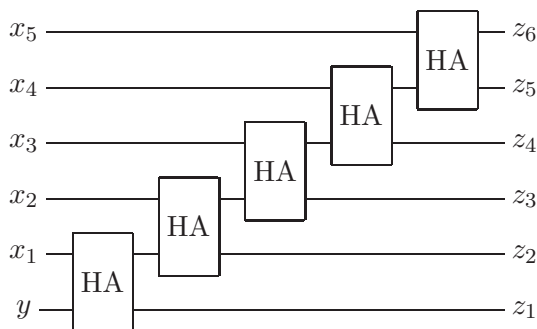 x₅ HA z₆
x₄ HA z₅
x₃ HA z₄
x₂ HA z₃
x₁ HA z₂
y z₁